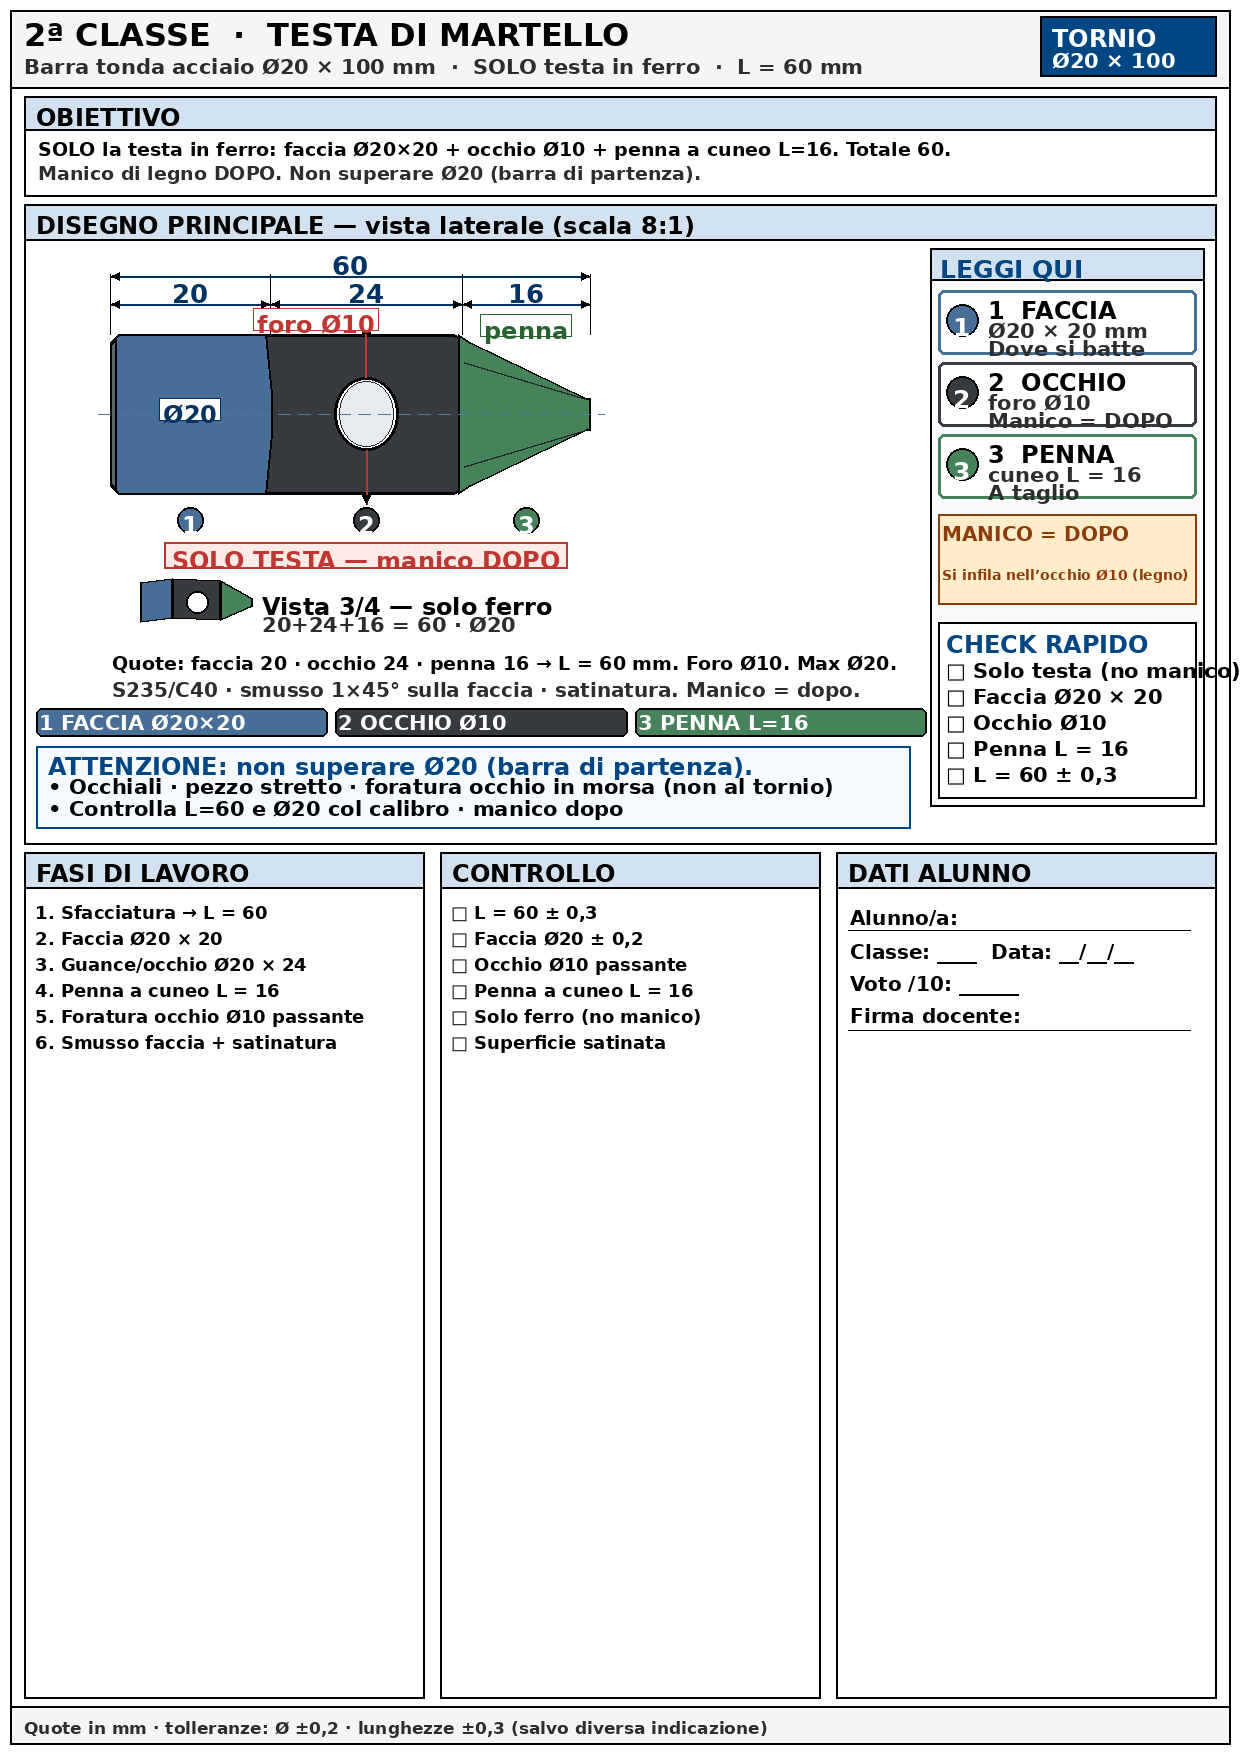 2ª CLASSE · TESTA DI MARTELLO
Barra tonda acciaio Ø20 × 100 mm · SOLO testa in ferro · L = 60 mm
TORNIO
Ø20 × 100
OBIETTIVO
SOLO la testa in ferro: faccia Ø20×20 + occhio Ø10 + penna a cuneo L=16. Totale 60.
Manico di legno DOPO. Non superare Ø20 (barra di partenza).
DISEGNO PRINCIPALE — vista laterale (scala 8:1)
60
20 24 16
foro Ø10
penna
Ø20
1 2 3
SOLO TESTA — manico DOPO
Vista 3/4 — solo ferro
20+24+16 = 60 · Ø20
Quote: faccia 20 · occhio 24 · penna 16 → L = 60 mm. Foro Ø10. Max Ø20.
S235/C40 · smusso 1×45° sulla faccia · satinatura. Manico = dopo.
1 FACCIA Ø20×20
2 OCCHIO Ø10
3 PENNA L=16
ATTENZIONE: non superare Ø20 (barra di partenza).
• Occhiali · pezzo stretto · foratura occhio in morsa (non al tornio)
• Controlla L=60 e Ø20 col calibro · manico dopo
LEGGI QUI
1
1 FACCIA
Ø20 × 20 mm
Dove si batte
2
2 OCCHIO
foro Ø10
Manico = DOPO
3
3 PENNA
cuneo L = 16
A taglio
MANICO = DOPO
Si infila nell’occhio Ø10 (legno)
CHECK RAPIDO
□ Solo testa (no manico)
□ Faccia Ø20 × 20
□ Occhio Ø10
□ Penna L = 16
□ L = 60 ± 0,3
FASI DI LAVORO
1. Sfacciatura → L = 60
2. Faccia Ø20 × 20
3. Guance/occhio Ø20 × 24
4. Penna a cuneo L = 16
5. Foratura occhio Ø10 passante
6. Smusso faccia + satinatura
CONTROLLO
□ L = 60 ± 0,3
□ Faccia Ø20 ± 0,2
□ Occhio Ø10 passante
□ Penna a cuneo L = 16
□ Solo ferro (no manico)
□ Superficie satinata
DATI ALUNNO
Alunno/a:
Classe: ____ Data: __/__/__
Voto /10: ______
Firma docente:
Quote in mm · tolleranze: Ø ±0,2 · lunghezze ±0,3 (salvo diversa indicazione)